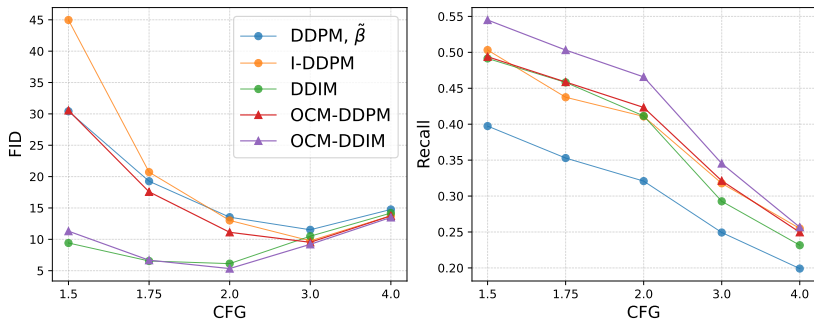 45
40
35
30
25
20
15
10
5
FID
1.5 1.75 2.0 3.0 4.0
CFG
DDPM, β̃
I-DDPM
DDIM
OCM-DDPM
OCM-DDIM
0.55
0.50
0.45
0.40
0.35
0.30
0.25
0.20
Recall
1.5 1.75 2.0 3.0 4.0
CFG